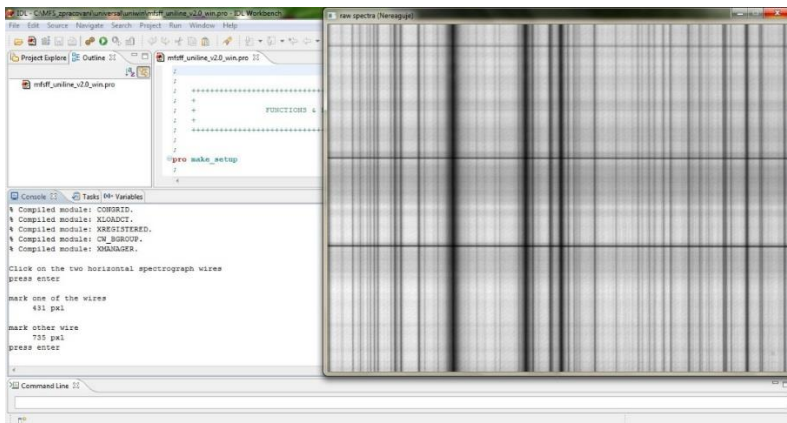 IDL - C:\MFS_zpracovani\universal\uniwin\mfsff_uniline_v2.0_win.pro - IDL Workbench
File Edit Source Navigate Search Project Run Window Help
Project Explore Outline
mfsff_uniline_v2.0_win.pro
mfsff_uniline_v2.0_win.pro
;
;
; +
; + FUNCTIONS &
; +
;
;
pro make_setup
;
Console Tasks Variables
% Compiled module: CONGRID.
% Compiled module: XLOADCT.
% Compiled module: XREGISTERED.
% Compiled module: CW_BGROUP.
% Compiled module: XMANAGER.
Click on the two horizontal spectrograph wires
press enter
mark one of the wires
431 pxl
mark other wire
735 pxl
press enter
Command Line
raw spectra (Nereaguje)